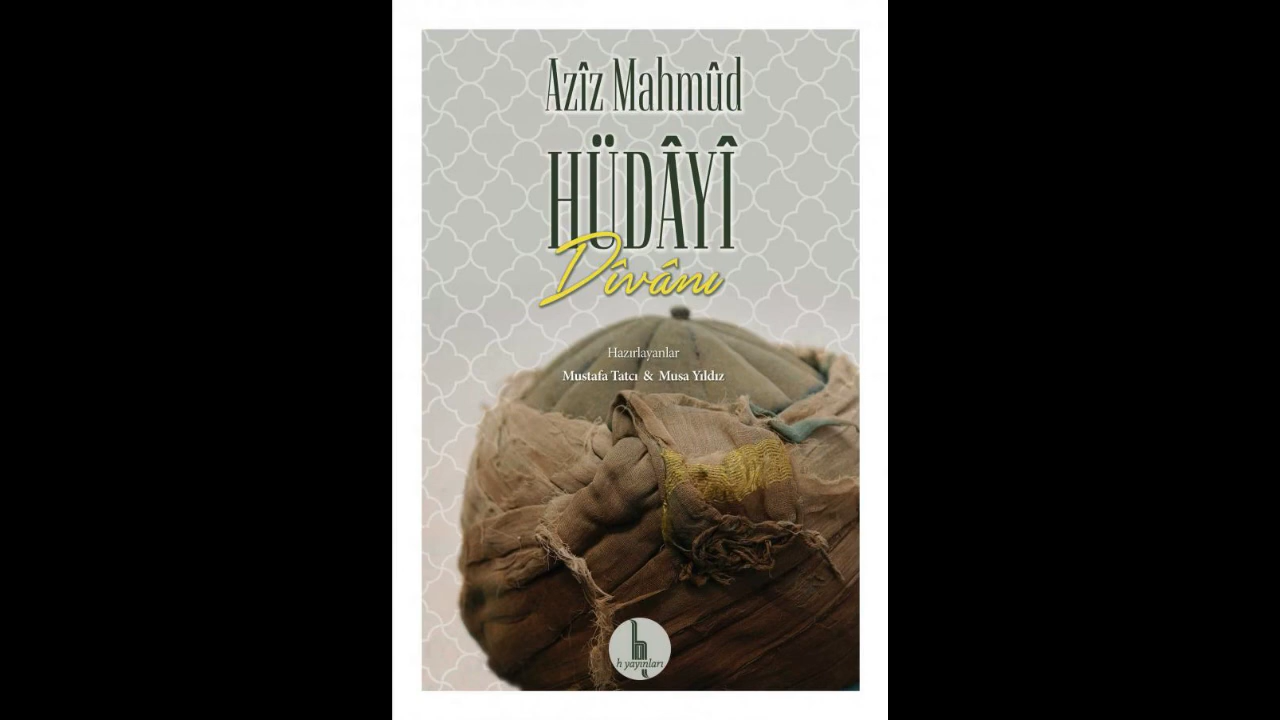 Azîz Mahmûd
HÜDÂYÎ
Dîvânı
Hazırlayanlar
Mustafa Tatcı & Musa Yıldız
h yayınları